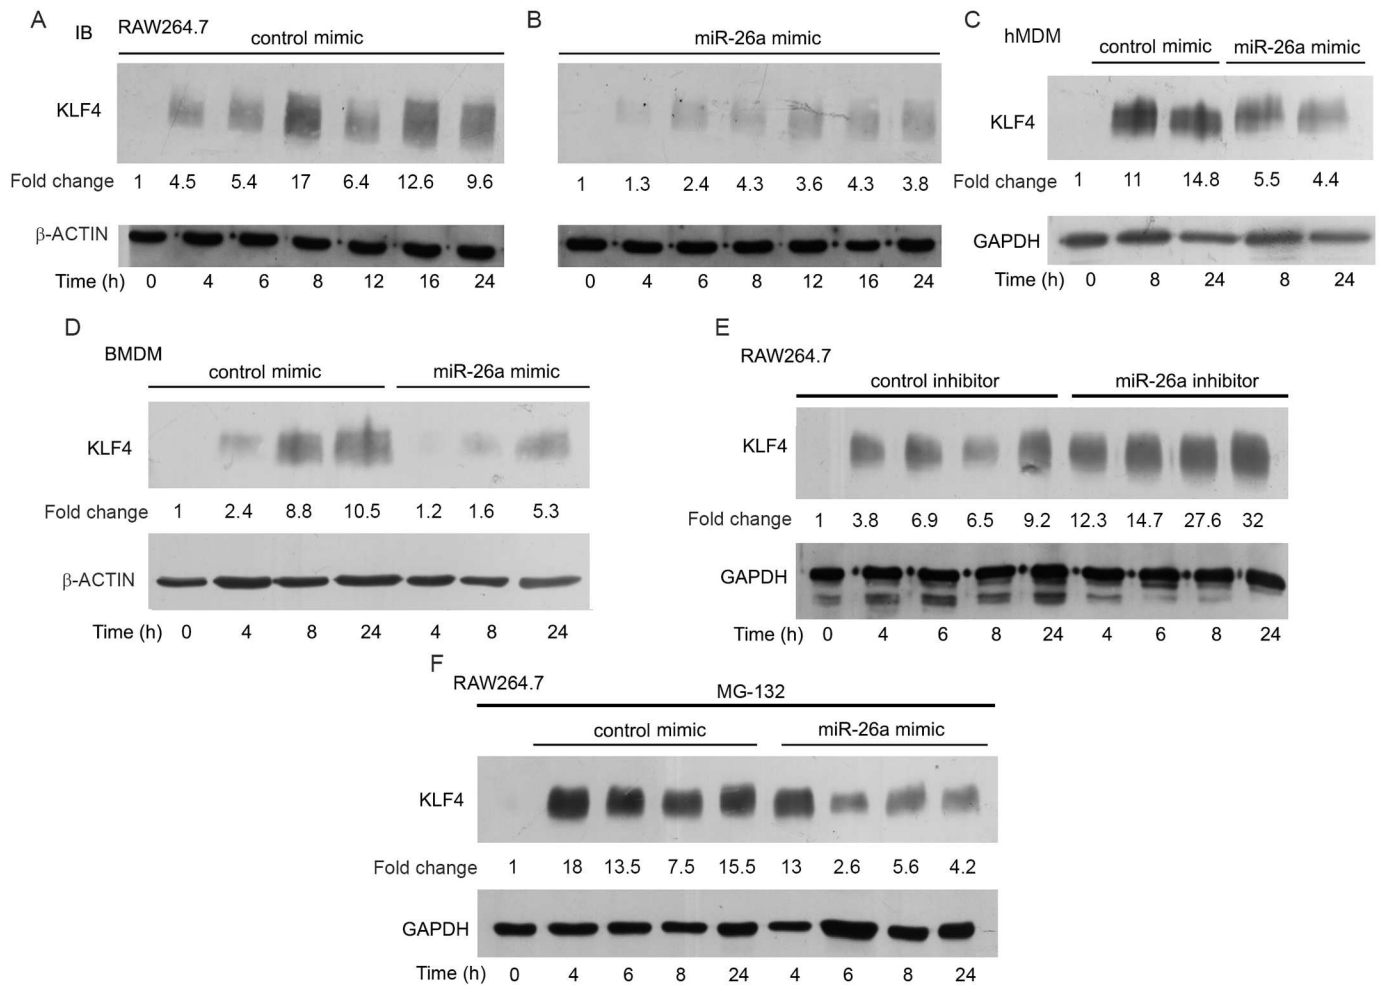 A IB RAW264.7
control mimic
KLF4
Fold change 1 4.5 5.4 17 6.4 12.6 9.6
β-ACTIN
Time (h) 0 4 6 8 12 16 24
B
miR-26a mimic
1 1.3 2.4 4.3 3.6 4.3 3.8
0 4 6 8 12 16 24
C
hMDM
control mimic miR-26a mimic
KLF4
Fold change 1 11 14.8 5.5 4.4
GAPDH
Time (h) 0 8 24 8 24
D
BMDM
control mimic miR-26a mimic
KLF4
Fold change 1 2.4 8.8 10.5 1.2 1.6 5.3
β-ACTIN
Time (h) 0 4 8 24 4 8 24
E
RAW264.7
control inhibitor miR-26a inhibitor
KLF4
Fold change 1 3.8 6.9 6.5 9.2 12.3 14.7 27.6 32
GAPDH
Time (h) 0 4 6 8 24 4 6 8 24
F
RAW264.7
MG-132
control mimic miR-26a mimic
KLF4
Fold change 1 18 13.5 7.5 15.5 13 2.6 5.6 4.2
GAPDH
Time (h) 0 4 6 8 24 4 6 8 24